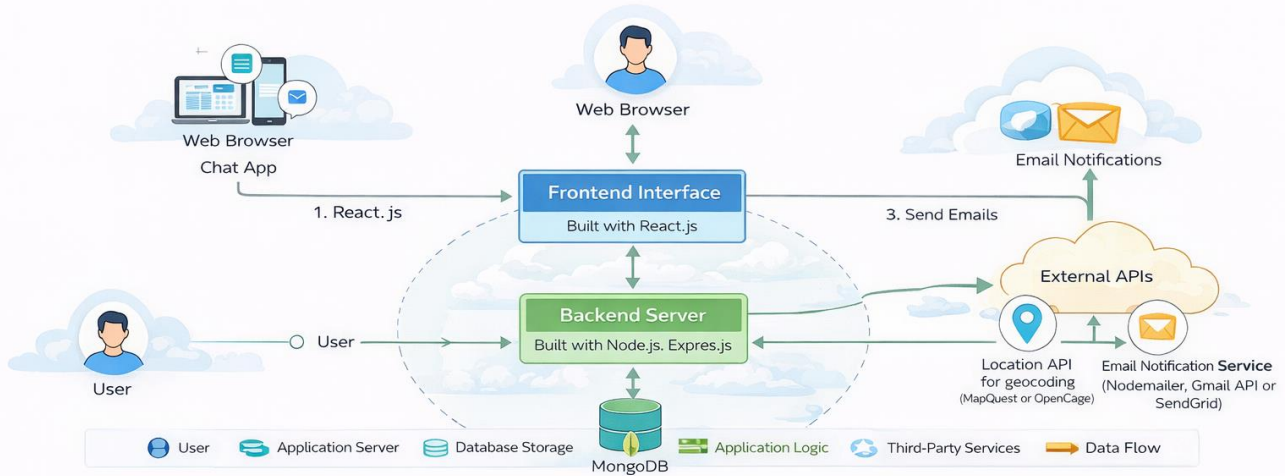 Web Browser
Chat App
Web Browser
Email Notifications
1. React.js
Frontend Interface
Built with React.js
3. Send Emails
External APIs
Backend Server
Built with Node.js. Expres.js
User
User
Location API
for geocoding
(MapQuest or OpenCage)
Email Notification Service
(Nodemailer, Gmail API or
SendGrid)
User
Application Server
Database Storage
Application Logic
Third-Party Services
Data Flow
MongoDB